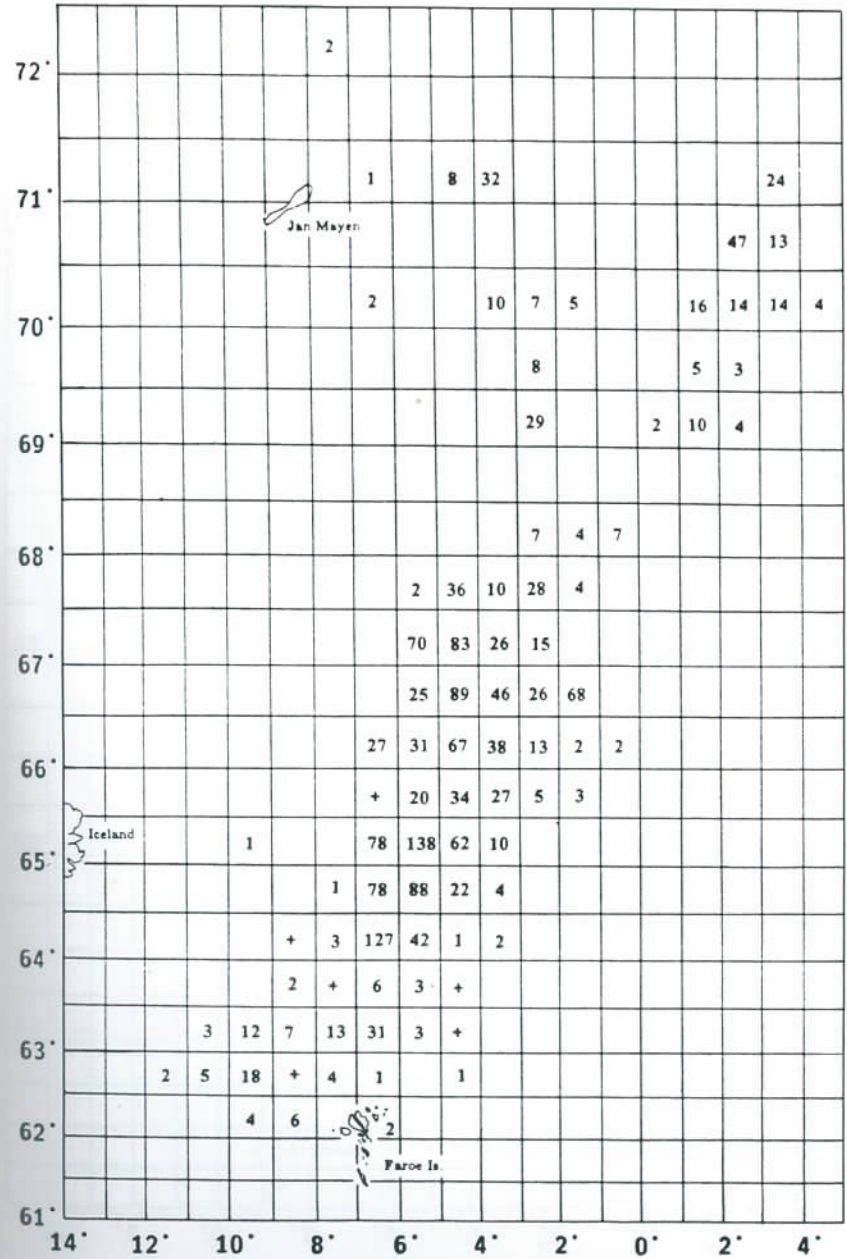 2
72°
1 8 32 24
71°
Jan Mayen
47 13
2 10 7 5 16 14 14 4
70°
8 5 3
29 2 10 4
69°
7 4 7
68°
2 36 10 28 4
70 83 26 15
67°
25 89 46 26 68
27 31 67 38 13 2 2
66°
+ 20 34 27 5 3
Iceland
1 78 138 62 10
65°
1 78 88 22 4
+ 3 127 42 1 2
64°
2 + 6 3 +
3 12 7 13 31 3 +
63°
2 5 18 + 4 1 1
4 6 2
62°
Faroe Is.
61°
14° 12° 10° 8° 6° 4° 2° 0° 2° 4°